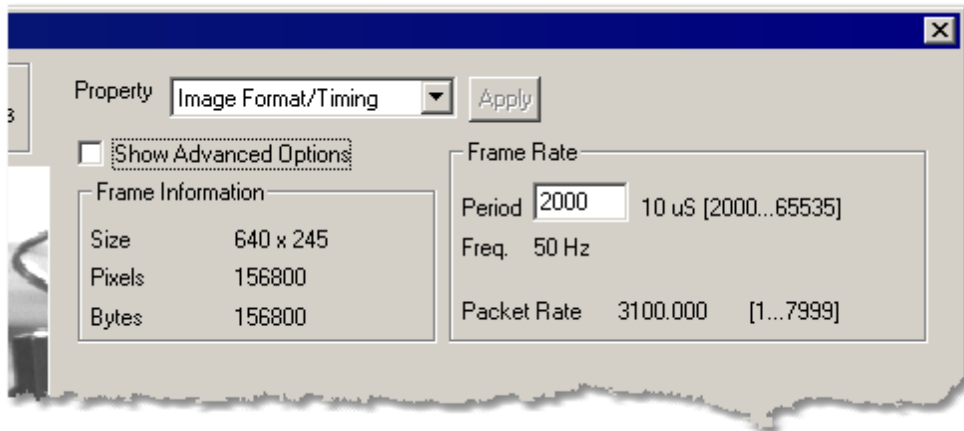 Property Image Format/Timing Apply
Show Advanced Options
Frame Information
Size 640 x 245
Pixels 156800
Bytes 156800
Frame Rate
Period 2000 10 uS [2000...65535]
Freq. 50 Hz
Packet Rate 3100.000 [1...7999]